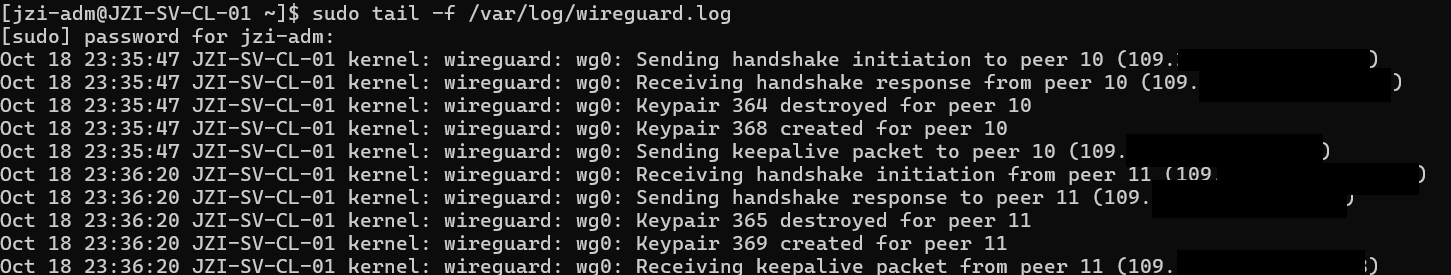 [jzi-adm@JZI-SV-CL-01 ~]$ sudo tail -f /var/log/wireguard.log
[sudo] password for jzi-adm:
Oct 18 23:35:47 JZI-SV-CL-01 kernel: wireguard: wg0: Sending handshake initiation to peer 10 (109. )
Oct 18 23:35:47 JZI-SV-CL-01 kernel: wireguard: wg0: Receiving handshake response from peer 10 (109. )
Oct 18 23:35:47 JZI-SV-CL-01 kernel: wireguard: wg0: Keypair 364 destroyed for peer 10
Oct 18 23:35:47 JZI-SV-CL-01 kernel: wireguard: wg0: Keypair 368 created for peer 10
Oct 18 23:35:47 JZI-SV-CL-01 kernel: wireguard: wg0: Sending keepalive packet to peer 10 (109. )
Oct 18 23:36:20 JZI-SV-CL-01 kernel: wireguard: wg0: Receiving handshake initiation from peer 11 (109. )
Oct 18 23:36:20 JZI-SV-CL-01 kernel: wireguard: wg0: Sending handshake response to peer 11 (109. )
Oct 18 23:36:20 JZI-SV-CL-01 kernel: wireguard: wg0: Keypair 365 destroyed for peer 11
Oct 18 23:36:20 JZI-SV-CL-01 kernel: wireguard: wg0: Keypair 369 created for peer 11
Oct 18 23:36:20 JZI-SV-CL-01 kernel: wireguard: wg0: Receiving keepalive packet from peer 11 (109. )